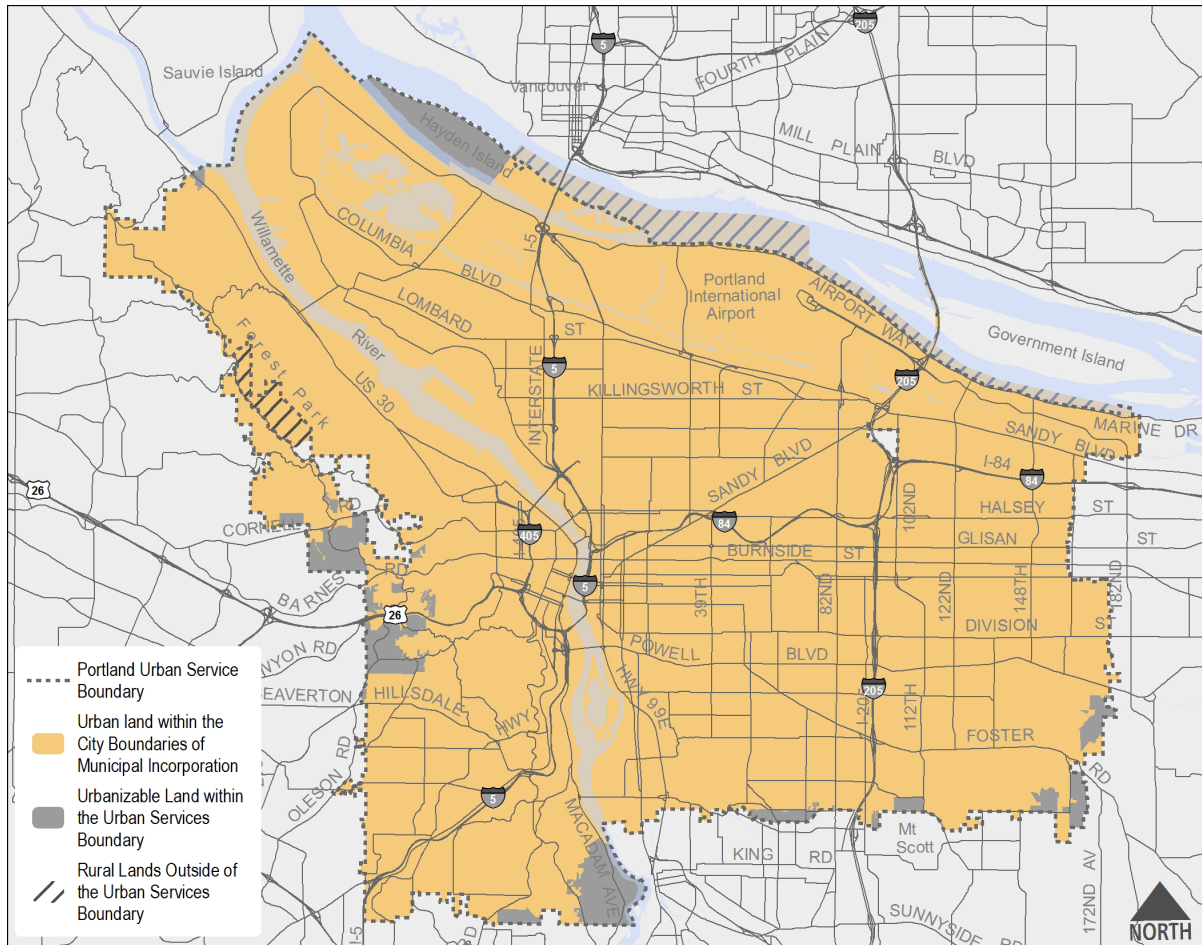 205
5
FOURTH PLAIN
Sauvie Island
Vancouver
Hayden Island
MILL PLAIN BLVD
Willamette
River
COLUMBIA
BLVD
I-5
Portland
International
Airport
AIRPORT WAY
LOMBARD
ST
Government Island
Forest Park
US 30
INTERSTATE
5
KILLINGSWORTH ST
205
MARINE DR
SANDY BLVD
SANDY BLVD
I-84
84
26
HALSEY
ST
102ND
CORNELL RD
405
84
GLISAN
ST
BURNSIDE ST
BARNES
RD
5
39TH
82ND
122ND
148TH
182ND
26
DIVISION
ST
POWELL
BLVD
HWY 99E
CANYON RD
BEAVERTON HILLSDALE
HWY
205
I-205
112TH
FOSTER
RD
OLESON RD
5
MACADAM AVE
KING RD
Mt
Scott
172ND AV
SUNNYSIDE
I-5
NORTH
Portland Urban Service
Boundary
Urban land within the
City Boundaries of
Municipal Incorporation
Urbanizable Land within
the Urban Services
Boundary
Rural Lands Outside of
the Urban Services
Boundary